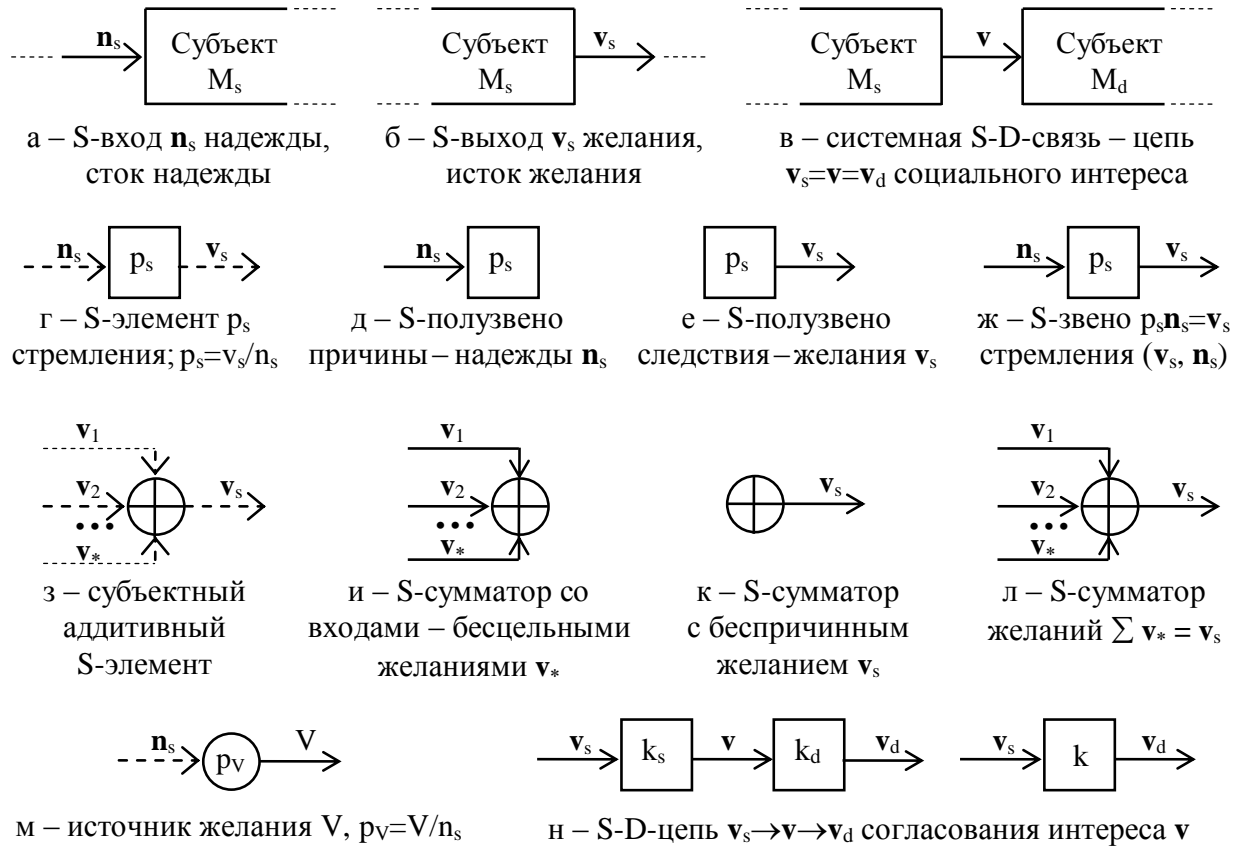 nₛ Субъект Mₛ
Субъект Mₛ vₛ
Субъект Mₛ v Субъект M_d
а – S-вход nₛ надежды,
сток надежды
б – S-выход vₛ желания,
исток желания
в – системная S-D-связь – цепь
vₛ=v=v_d социального интереса
nₛ pₛ vₛ
nₛ pₛ
pₛ vₛ
nₛ pₛ vₛ
г – S-элемент pₛ
стремления; pₛ=vₛ/nₛ
д – S-полузвено
причины – надежды nₛ
е – S-полузвено
следствия – желания vₛ
ж – S-звено pₛnₛ=vₛ
стремления (vₛ, nₛ)
v₁
v₂ vₛ
•••
v*
v₁
v₂
•••
v*
vₛ
v₁
v₂ vₛ
•••
v*
з – субъектный
аддитивный
S-элемент
и – S-сумматор со
входами – бесцельными
желаниями v*
к – S-сумматор
с беспричинным
желанием vₛ
л – S-сумматор
желаний ∑ v* = vₛ
nₛ p_V V
vₛ kₛ v k_d v_d
vₛ k v_d
м – источник желания V, p_V=V/nₛ
н – S-D-цепь vₛ→v→v_d согласования интереса v